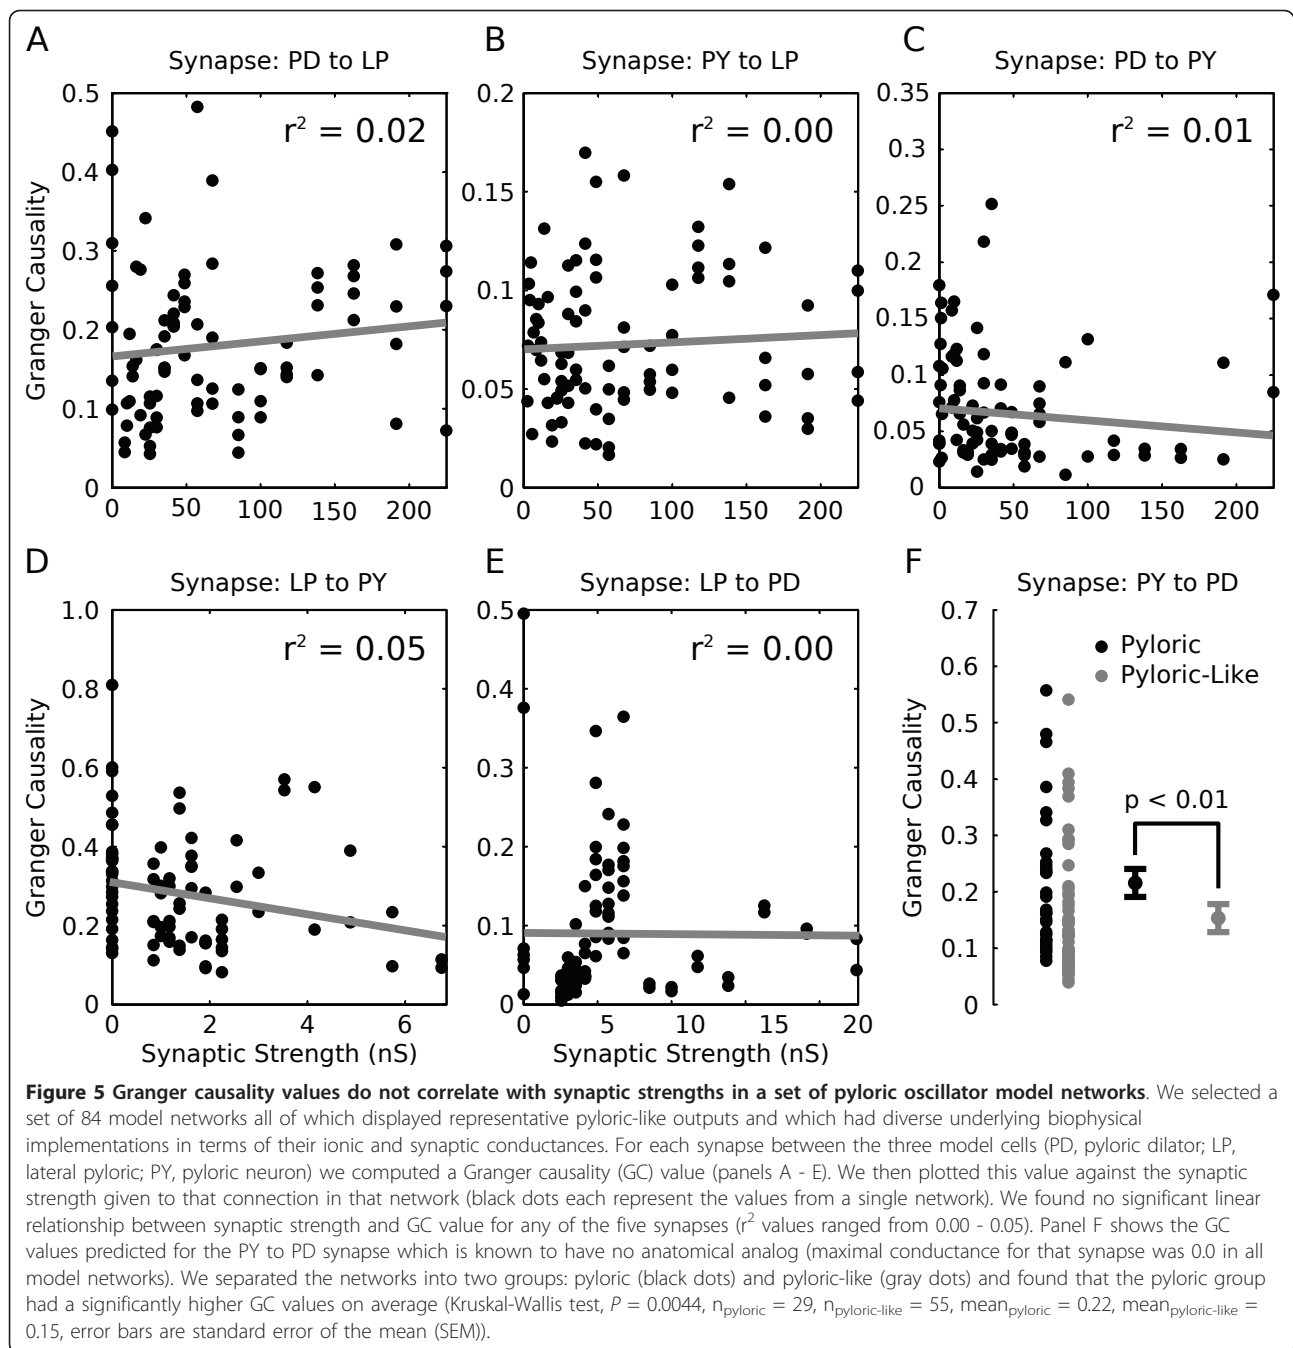 A
Synapse: PD to LP
r² = 0.02
Granger Causality
0.5
0.4
0.3
0.2
0.1
0
0 50 100 150 200
B
Synapse: PY to LP
r² = 0.00
0.2
0.15
0.1
0.05
0
0 50 100 150 200
C
Synapse: PD to PY
r² = 0.01
0.35
0.3
0.25
0.2
0.15
0.1
0.05
0
0 50 100 150 200
D
Synapse: LP to PY
r² = 0.05
Granger Causality
1.0
0.8
0.6
0.4
0.2
0
0 2 4 6
Synaptic Strength (nS)
E
Synapse: LP to PD
r² = 0.00
0.5
0.4
0.3
0.2
0.1
0
0 5 10 15 20
Synaptic Strength (nS)
F
Synapse: PY to PD
Granger Causality
0.7
0.6
0.5
0.4
0.3
0.2
0.1
0
Pyloric
Pyloric-Like
p < 0.01
Figure 5 Granger causality values do not correlate with synaptic strengths in a set of pyloric oscillator model networks. We selected a
set of 84 model networks all of which displayed representative pyloric-like outputs and which had diverse underlying biophysical
implementations in terms of their ionic and synaptic conductances. For each synapse between the three model cells (PD, pyloric dilator; LP,
lateral pyloric; PY, pyloric neuron) we computed a Granger causality (GC) value (panels A - E). We then plotted this value against the synaptic
strength given to that connection in that network (black dots each represent the values from a single network). We found no significant linear
relationship between synaptic strength and GC value for any of the five synapses (r² values ranged from 0.00 - 0.05). Panel F shows the GC
values predicted for the PY to PD synapse which is known to have no anatomical analog (maximal conductance for that synapse was 0.0 in all
model networks). We separated the networks into two groups: pyloric (black dots) and pyloric-like (gray dots) and found that the pyloric group
had a significantly higher GC values on average (Kruskal-Wallis test, P = 0.0044, npyloric = 29, npyloric-like = 55, meanpyloric = 0.22, meanpyloric-like =
0.15, error bars are standard error of the mean (SEM)).